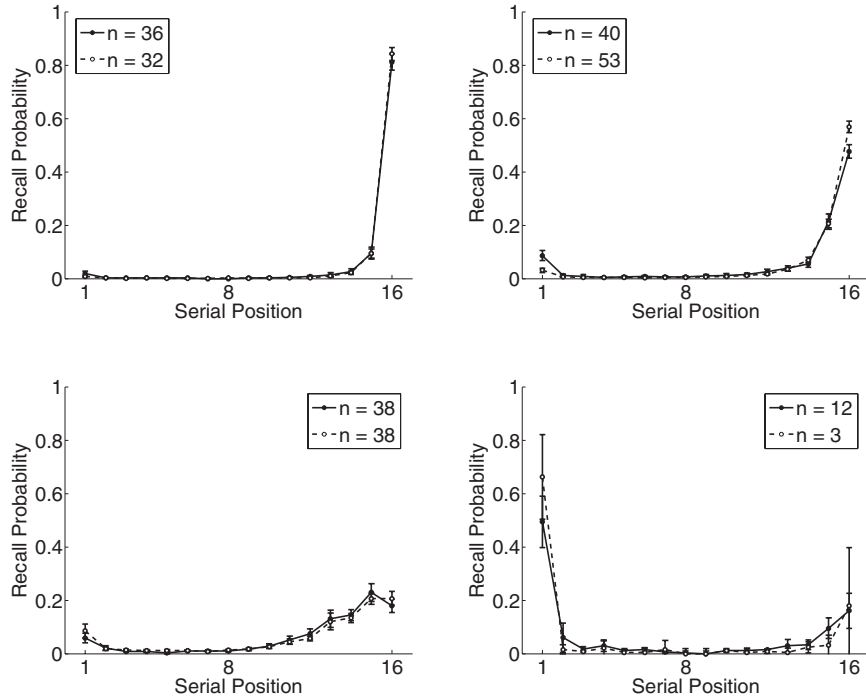 1
n = 36
n = 32
0.8
0.6
0.4
0.2
0
Recall Probability
1
8
16
Serial Position
1
n = 40
n = 53
0.8
0.6
0.4
0.2
0
Recall Probability
1
8
16
Serial Position
1
n = 38
n = 38
0.8
0.6
0.4
0.2
0
Recall Probability
1
8
16
Serial Position
1
n = 12
n = 3
0.8
0.6
0.4
0.2
0
Recall Probability
1
8
16
Serial Position